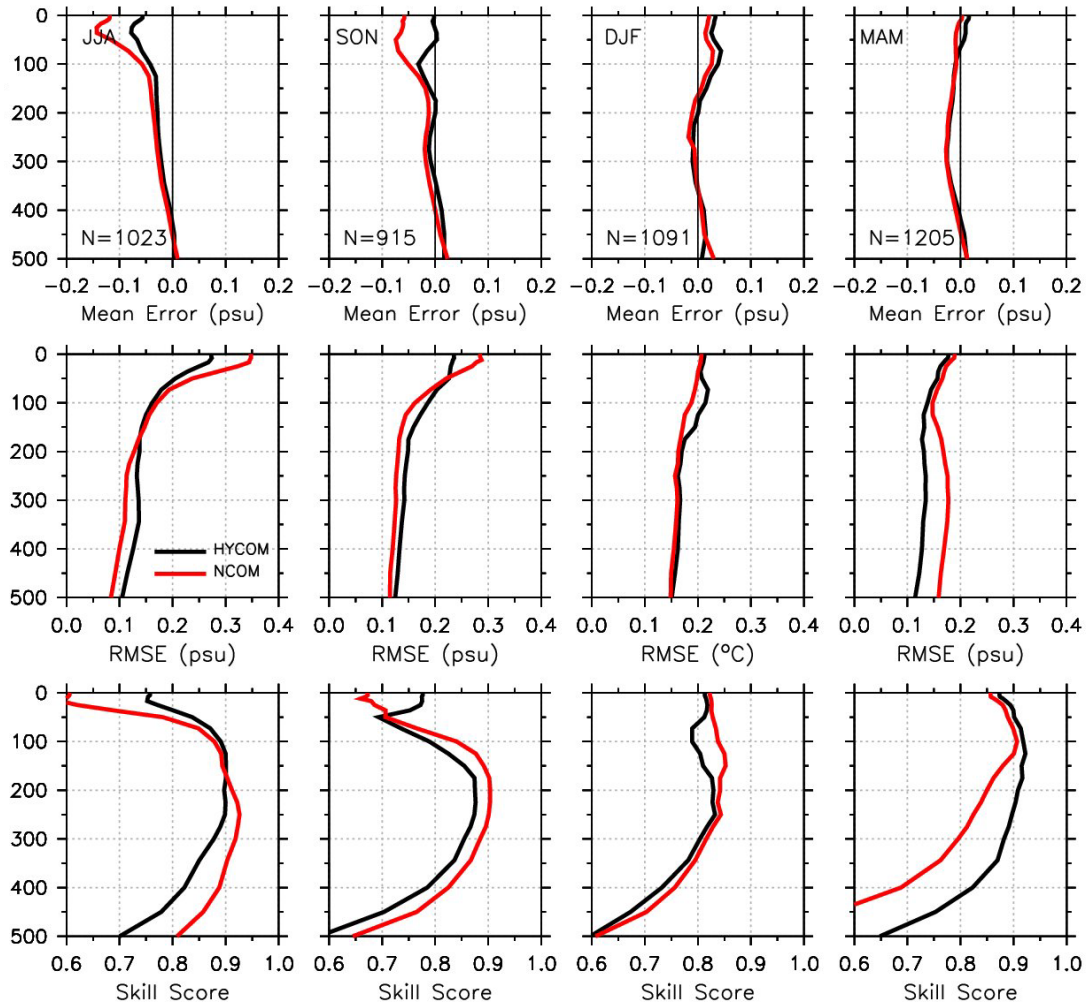 0
100
200
300
400
500
JJA
SON
DJF
MAM
N=1023
N=915
N=1091
N=1205
−0.2 −0.1 0.0 0.1 0.2
−0.2 −0.1 0.0 0.1 0.2
−0.2 −0.1 0.0 0.1 0.2
−0.2 −0.1 0.0 0.1 0.2
Mean Error (psu)
Mean Error (psu)
Mean Error (psu)
Mean Error (psu)
0
100
200
300
400
500
HYCOM
NCOM
0.0 0.1 0.2 0.3 0.4
0.0 0.1 0.2 0.3 0.4
0.0 0.1 0.2 0.3 0.4
0.0 0.1 0.2 0.3 0.4
RMSE (psu)
RMSE (psu)
RMSE (°C)
RMSE (psu)
0
100
200
300
400
500
0.6 0.7 0.8 0.9 1.0
0.6 0.7 0.8 0.9 1.0
0.6 0.7 0.8 0.9 1.0
0.6 0.7 0.8 0.9 1.0
Skill Score
Skill Score
Skill Score
Skill Score